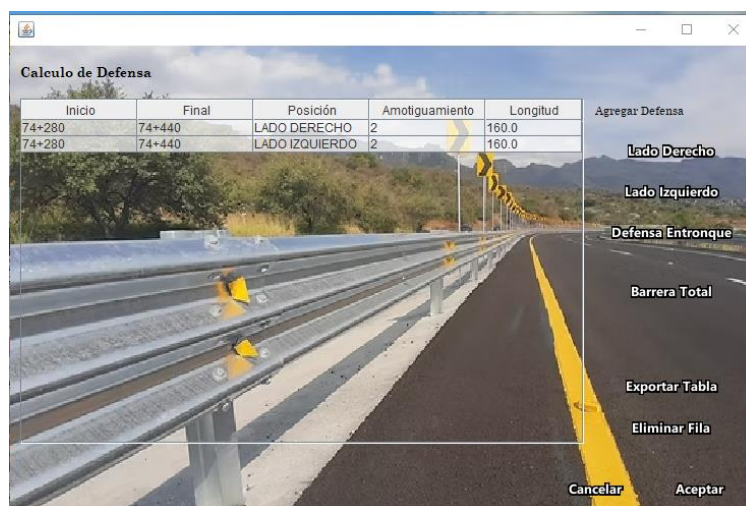 Calculo de Defensa
Inicio Final Posición Amotiguamiento Longitud
74+280 74+440 LADO DERECHO 2 160.0
74+280 74+440 LADO IZQUIERDO 2 160.0
Agregar Defensa
Lado Derecho
Lado Izquierdo
Defensa Entronque
Barrera Total
Exportar Tabla
Eliminar Fila
Cancelar Aceptar